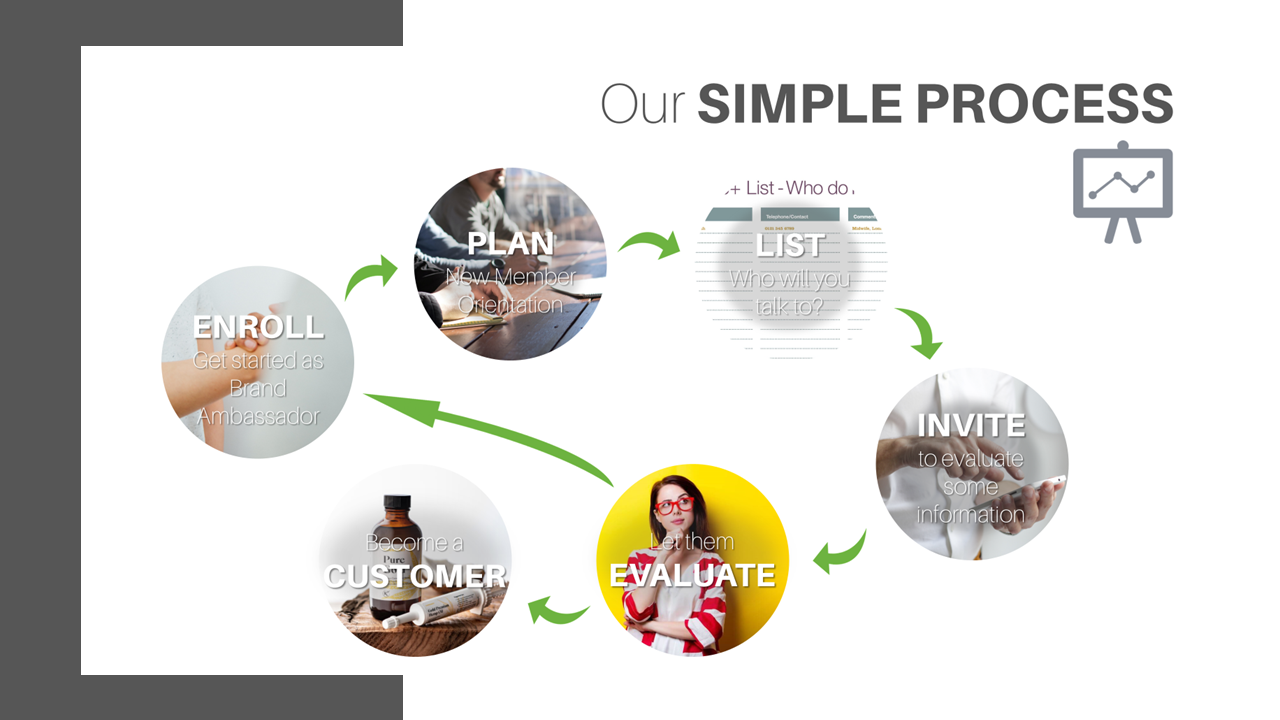 Our SIMPLE PROCESS
ENROLL
Get started as
Brand
Ambassador
PLAN
New Member
Orientation
+ List - Who do
Telephone/Contact
LIST
Who will you
talk to?
INVITE
to evaluate
some
information
Let them
EVALUATE
Become a
CUSTOMER
Pure